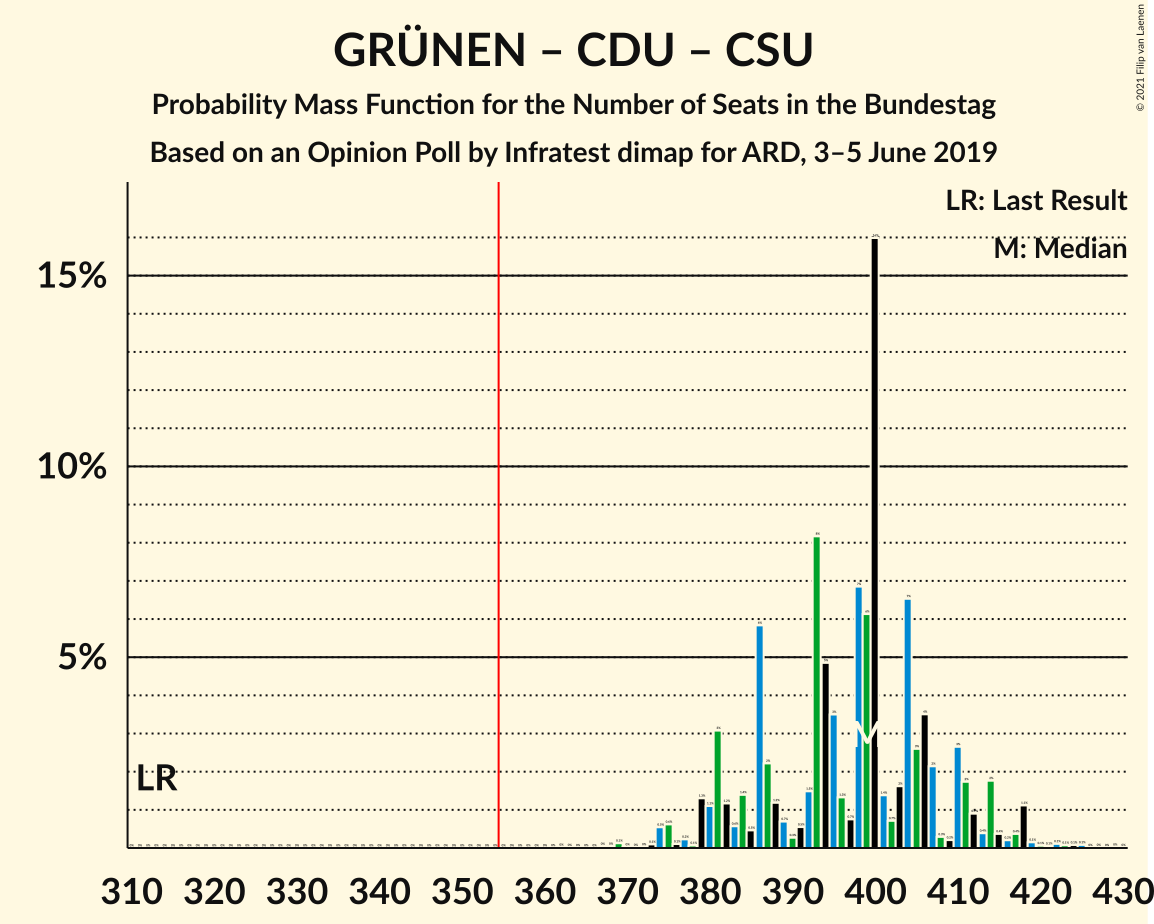 GRÜNEN – CDU – CSU
Probability Mass Function for the Number of Seats in the Bundestag
Based on an Opinion Poll by Infratest dimap for ARD, 3–5 June 2019
© 2021 Filip van Laenen
LR: Last Result
M: Median
15%
10%
5%
LR
M
310 320 330 340 350 360 370 380 390 400 410 420 430